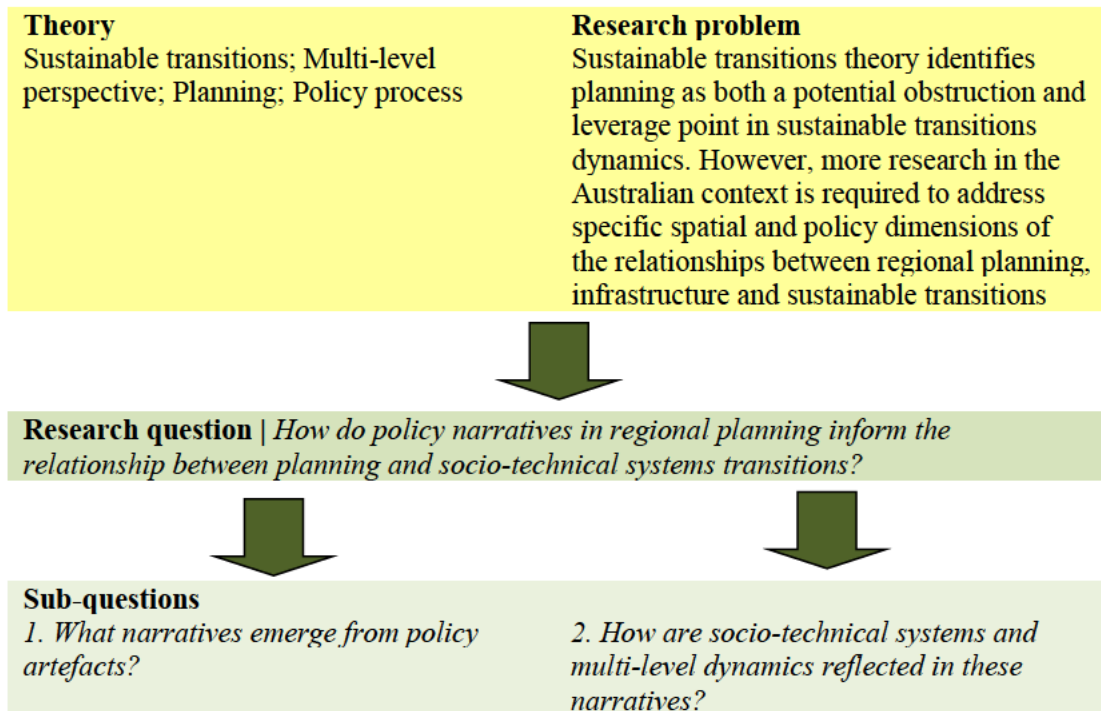 Theory
Sustainable transitions; Multi-level
perspective; Planning; Policy process
Research problem
Sustainable transitions theory identifies
planning as both a potential obstruction and
leverage point in sustainable transitions
dynamics. However, more research in the
Australian context is required to address
specific spatial and policy dimensions of
the relationships between regional planning,
infrastructure and sustainable transitions
Research question | How do policy narratives in regional planning inform the
relationship between planning and socio-technical systems transitions?
Sub-questions
1. What narratives emerge from policy
artefacts?
2. How are socio-technical systems and
multi-level dynamics reflected in these
narratives?